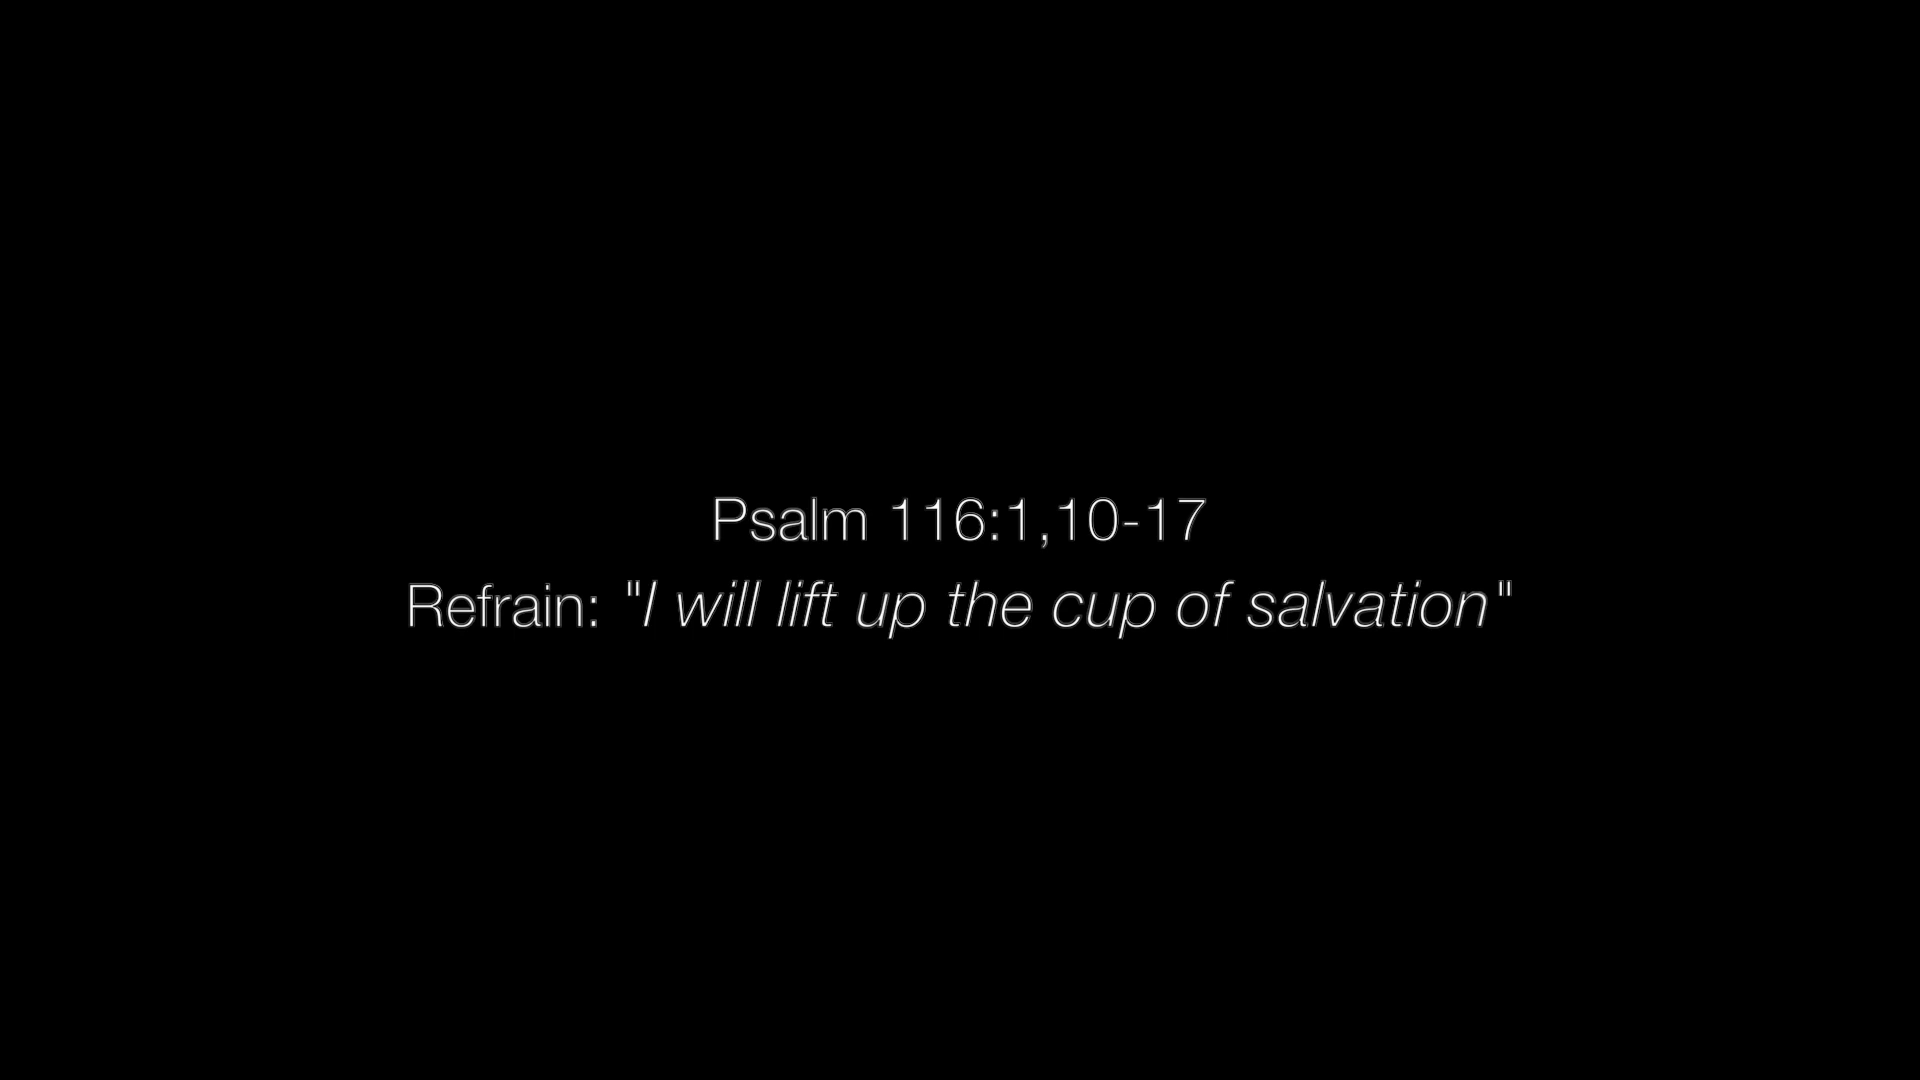 Psalm 116:1,10-17
Refrain: "I will lift up the cup of salvation"